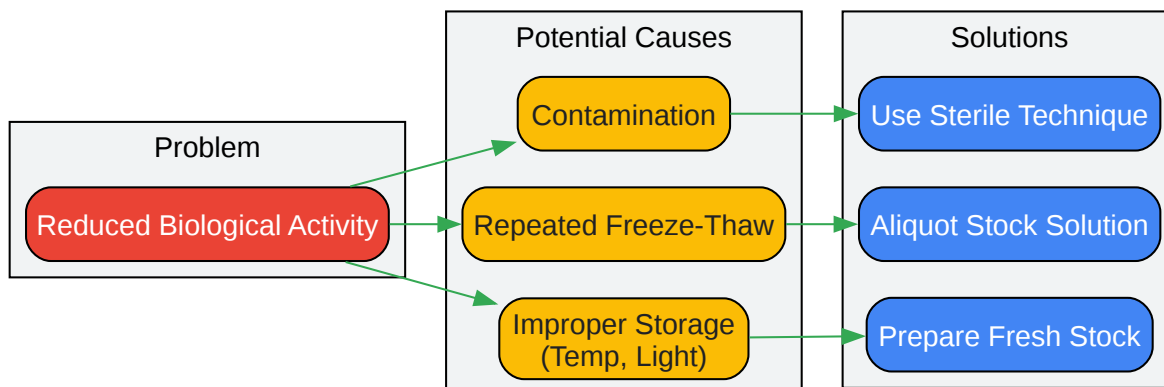 Problem
Reduced Biological Activity
Potential Causes
Contamination
Repeated Freeze-Thaw
Improper Storage
(Temp, Light)
Solutions
Use Sterile Technique
Aliquot Stock Solution
Prepare Fresh Stock